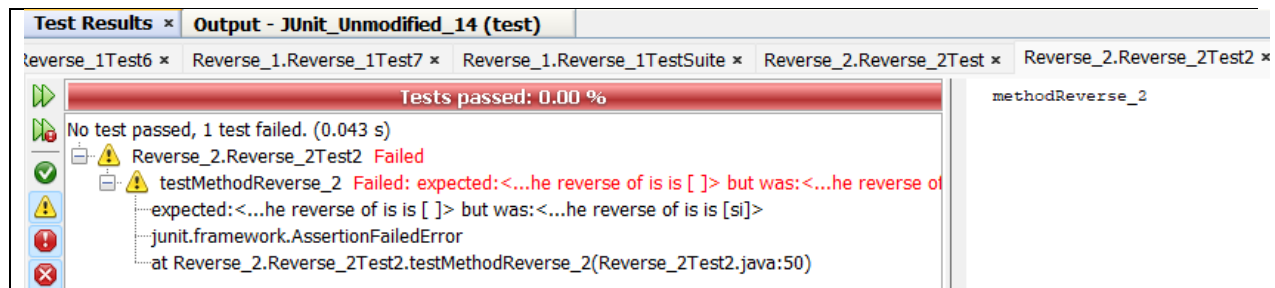 Test Results × Output - JUnit_Unmodified_14 (test)
Reverse_1Test6 × Reverse_1.Reverse_1Test7 × Reverse_1.Reverse_1TestSuite × Reverse_2.Reverse_2Test × Reverse_2.Reverse_2Test2 ×
Tests passed: 0.00 %
methodReverse_2
No test passed, 1 test failed. (0.043 s)
Reverse_2.Reverse_2Test2 Failed
testMethodReverse_2 Failed: expected:<...he reverse of is is [ ]> but was:<...he reverse of
expected:<...he reverse of is is [ ]> but was:<...he reverse of is is [si]>
junit.framework.AssertionFailedError
at Reverse_2.Reverse_2Test2.testMethodReverse_2(Reverse_2Test2.java:50)